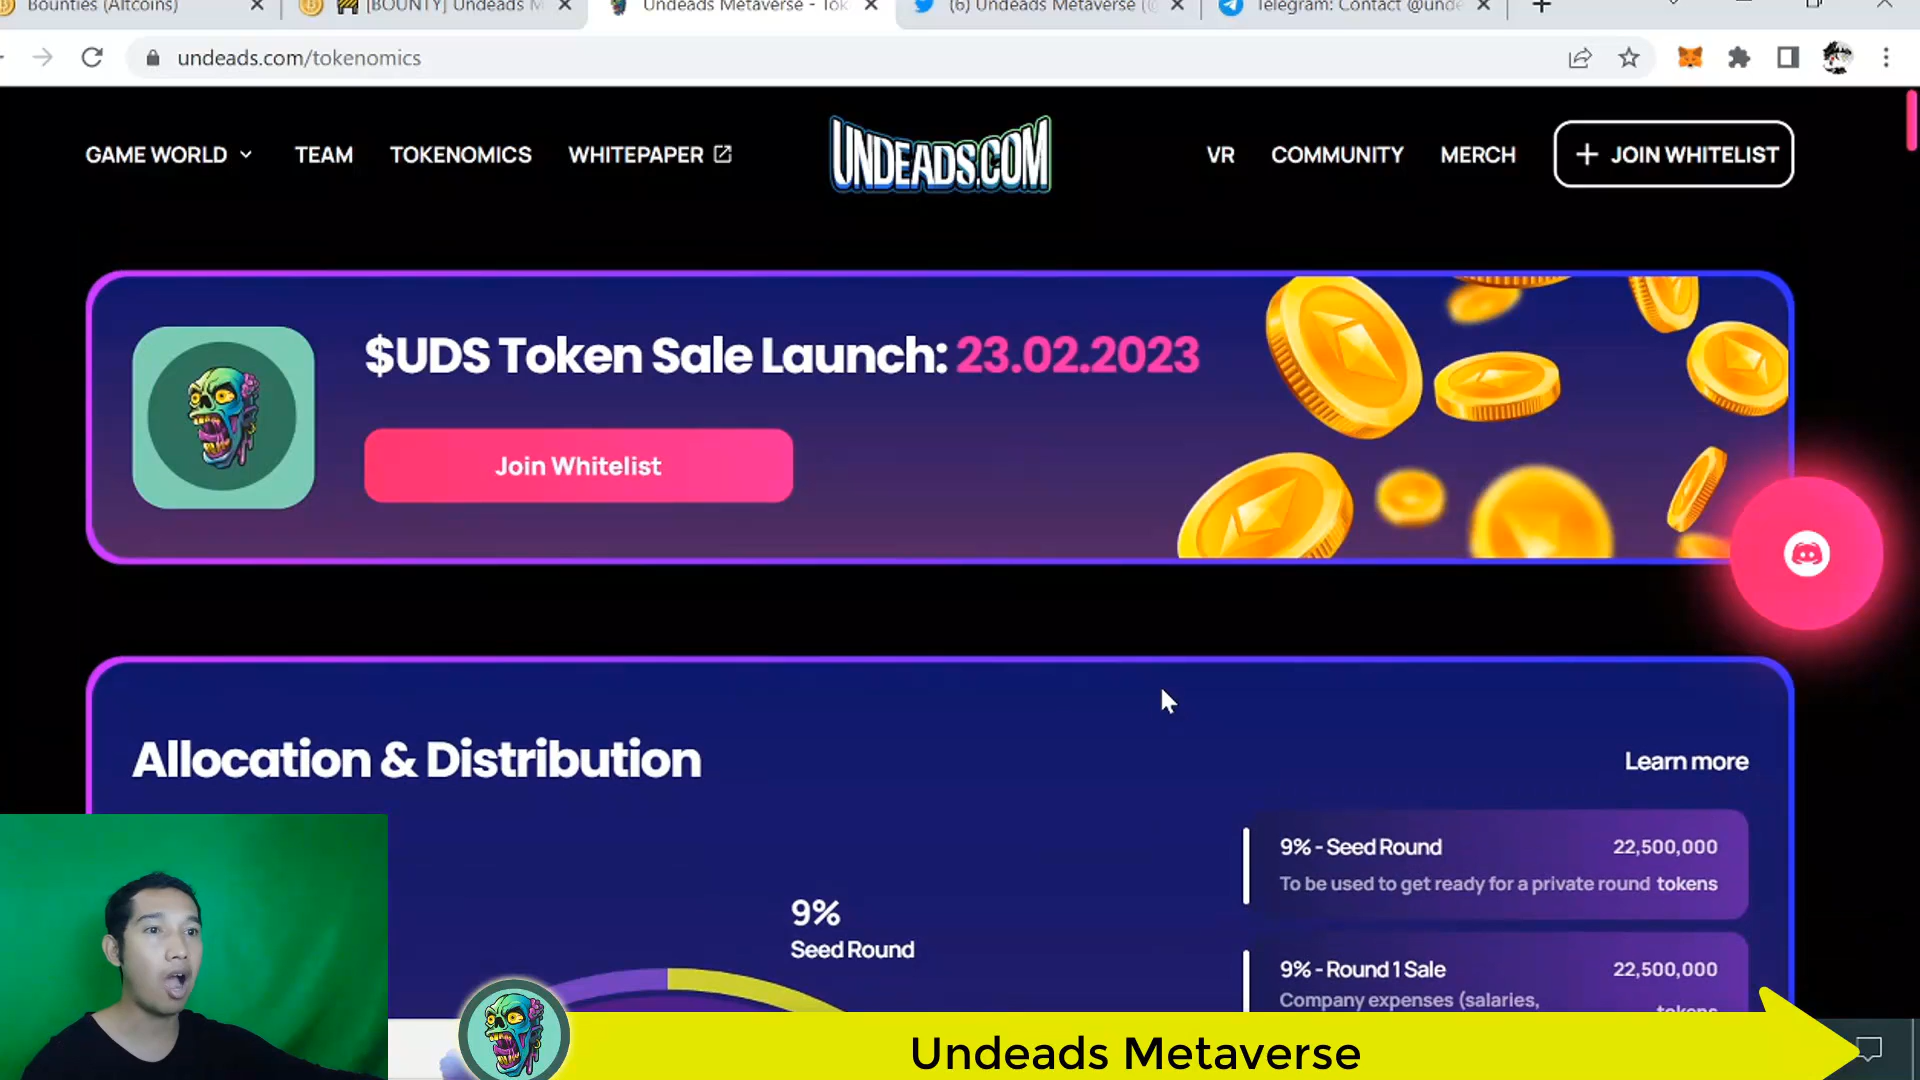 Bounties (Altcoins)
[BOUNTY] Undeads M
Undeads Metaverse - Tok
(6) Undeads Metaverse (@
Telegram: Contact @unde
undeads.com/tokenomics
GAME WORLD
TEAM
TOKENOMICS
WHITEPAPER
UNDEADS.COM
VR
COMMUNITY
MERCH
+ JOIN WHITELIST
$UDS Token Sale Launch: 23.02.2023
Join Whitelist
Allocation & Distribution
Learn more
9% - Seed Round 22,500,000
To be used to get ready for a private round tokens
9%
Seed Round
9% - Round 1 Sale 22,500,000
Company expenses (salaries,
tokens
Undeads Metaverse